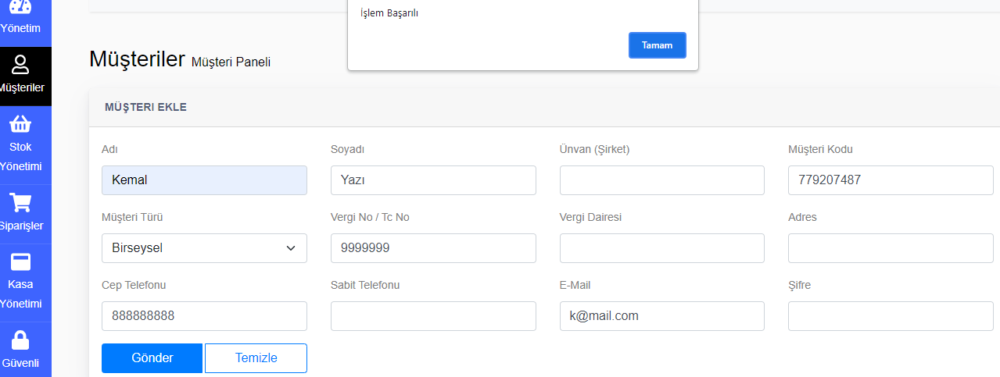 İşlem Başarılı
Tamam
Yönetim
Müşteriler
Stok
Yönetimi
Siparişler
Kasa
Yönetimi
Güvenli
Müşteriler Müşteri Paneli
MÜŞTERI EKLE
Adı Soyadı Ünvan (Şirket) Müşteri Kodu
Kemal Yazı 779207487
Müşteri Türü Vergi No / Tc No Vergi Dairesi Adres
Birseysel 9999999
Cep Telefonu Sabit Telefonu E-Mail Şifre
888888888 k@mail.com
Gönder Temizle